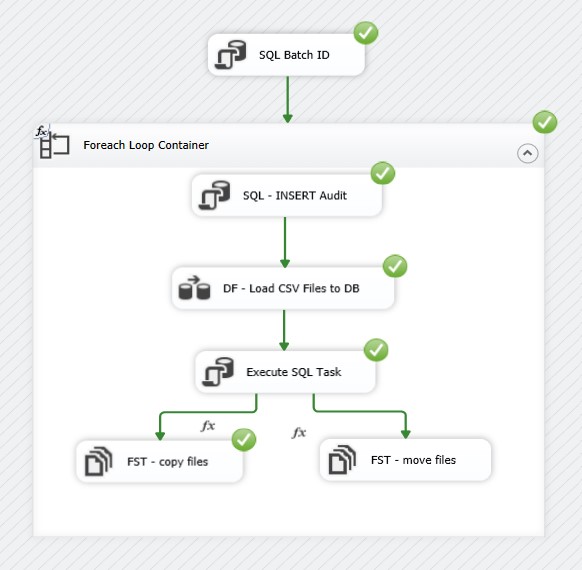 SQL Batch ID
fx
Foreach Loop Container
SQL - INSERT Audit
DF - Load CSV Files to DB
Execute SQL Task
fx
fx
FST - copy files
FST - move files